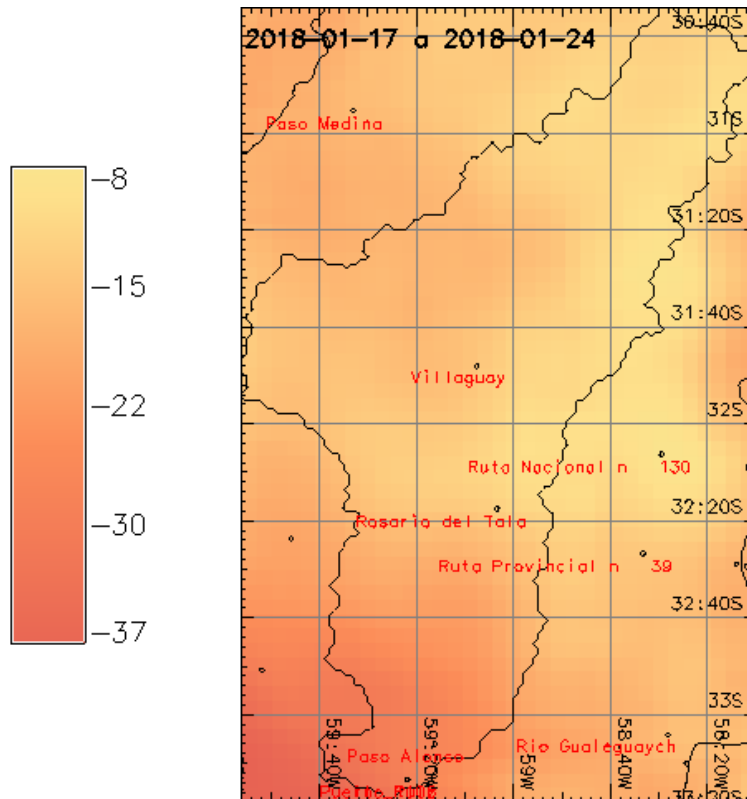 2018-01-17 a 2018-01-24
30:40S
Paso Medina
31S
-8
31:20S
-15
31:40S
Villaguay
-22
32S
Ruta Nacional n 130
32:20S
Rosario del Tala
-30
Ruta Provincial n 39
32:40S
-37
33S
59:40W
59:20W
59W
58:40W
58:20W
Rio Gualeguaych
Paso Alonso
Puerto